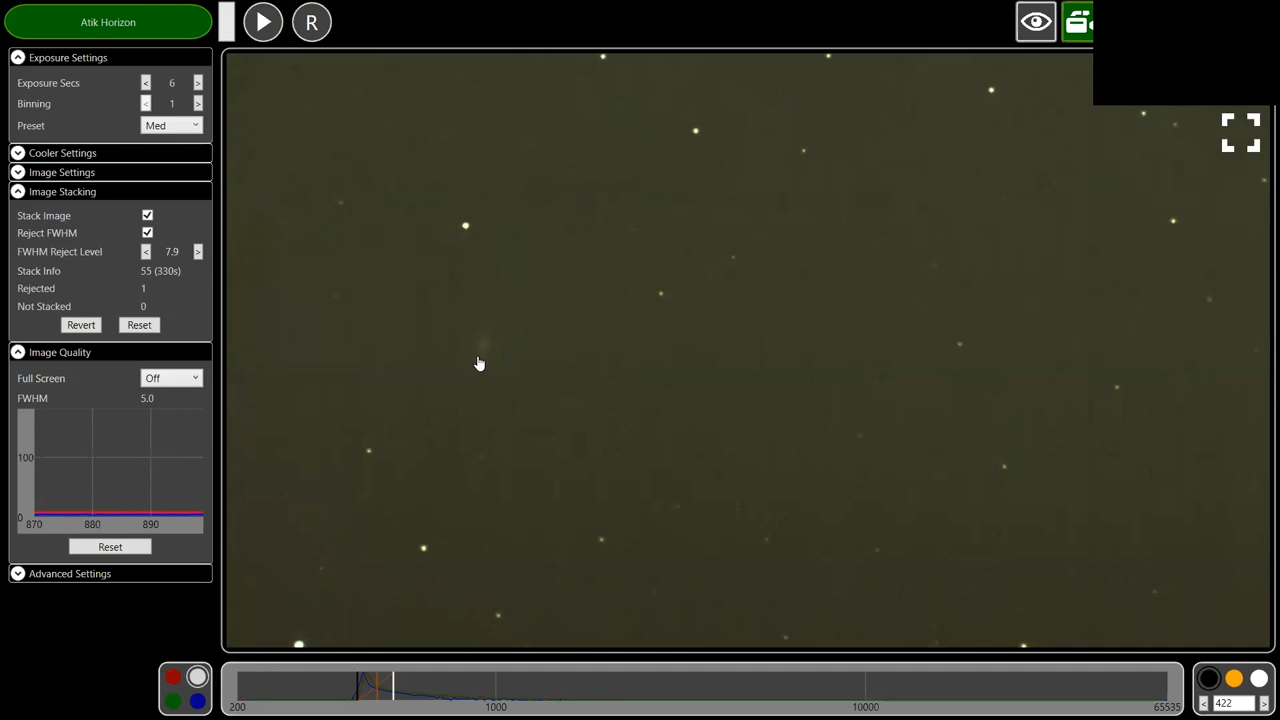 Atik Horizon
R
Exposure Settings
Exposure Secs < 6 >
Binning < 1 >
Preset Med
Cooler Settings
Image Settings
Image Stacking
Stack Image
Reject FWHM
FWHM Reject Level < 7.9 >
Stack Info 55 (330s)
Rejected 1
Not Stacked 0
Revert Reset
Image Quality
Full Screen Off
FWHM 5.0
100
0
870 880 890
Reset
Advanced Settings
200 1000 10000 65535
< 422 >